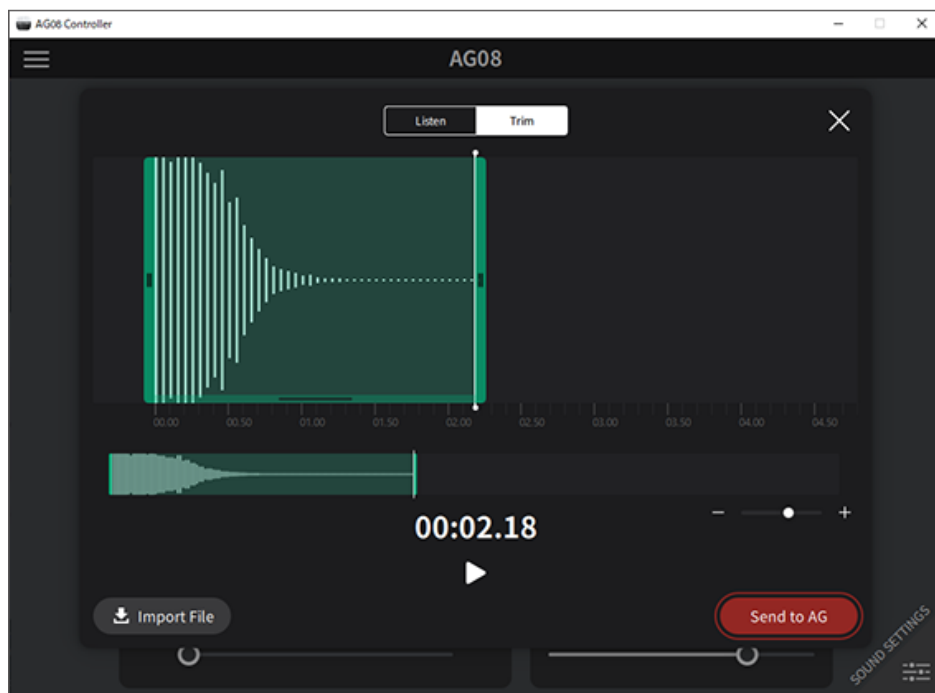 AG08 Controller
AG08
Listen
Trim
00.00 00.50 01.00 01.50 02.00 02.50 03.00 03.50 04.00 04.50
00:02.18
Import File
Send to AG
SOUND SETTINGS